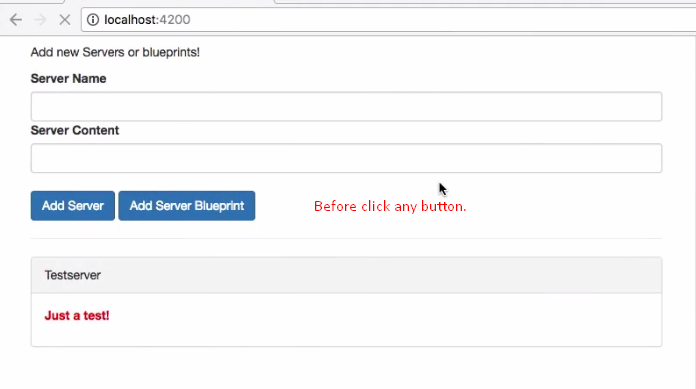 localhost:4200
Add new Servers or blueprints!
Server Name
Server Content
Add Server Add Server Blueprint Before click any button.
Testserver
Just a test!